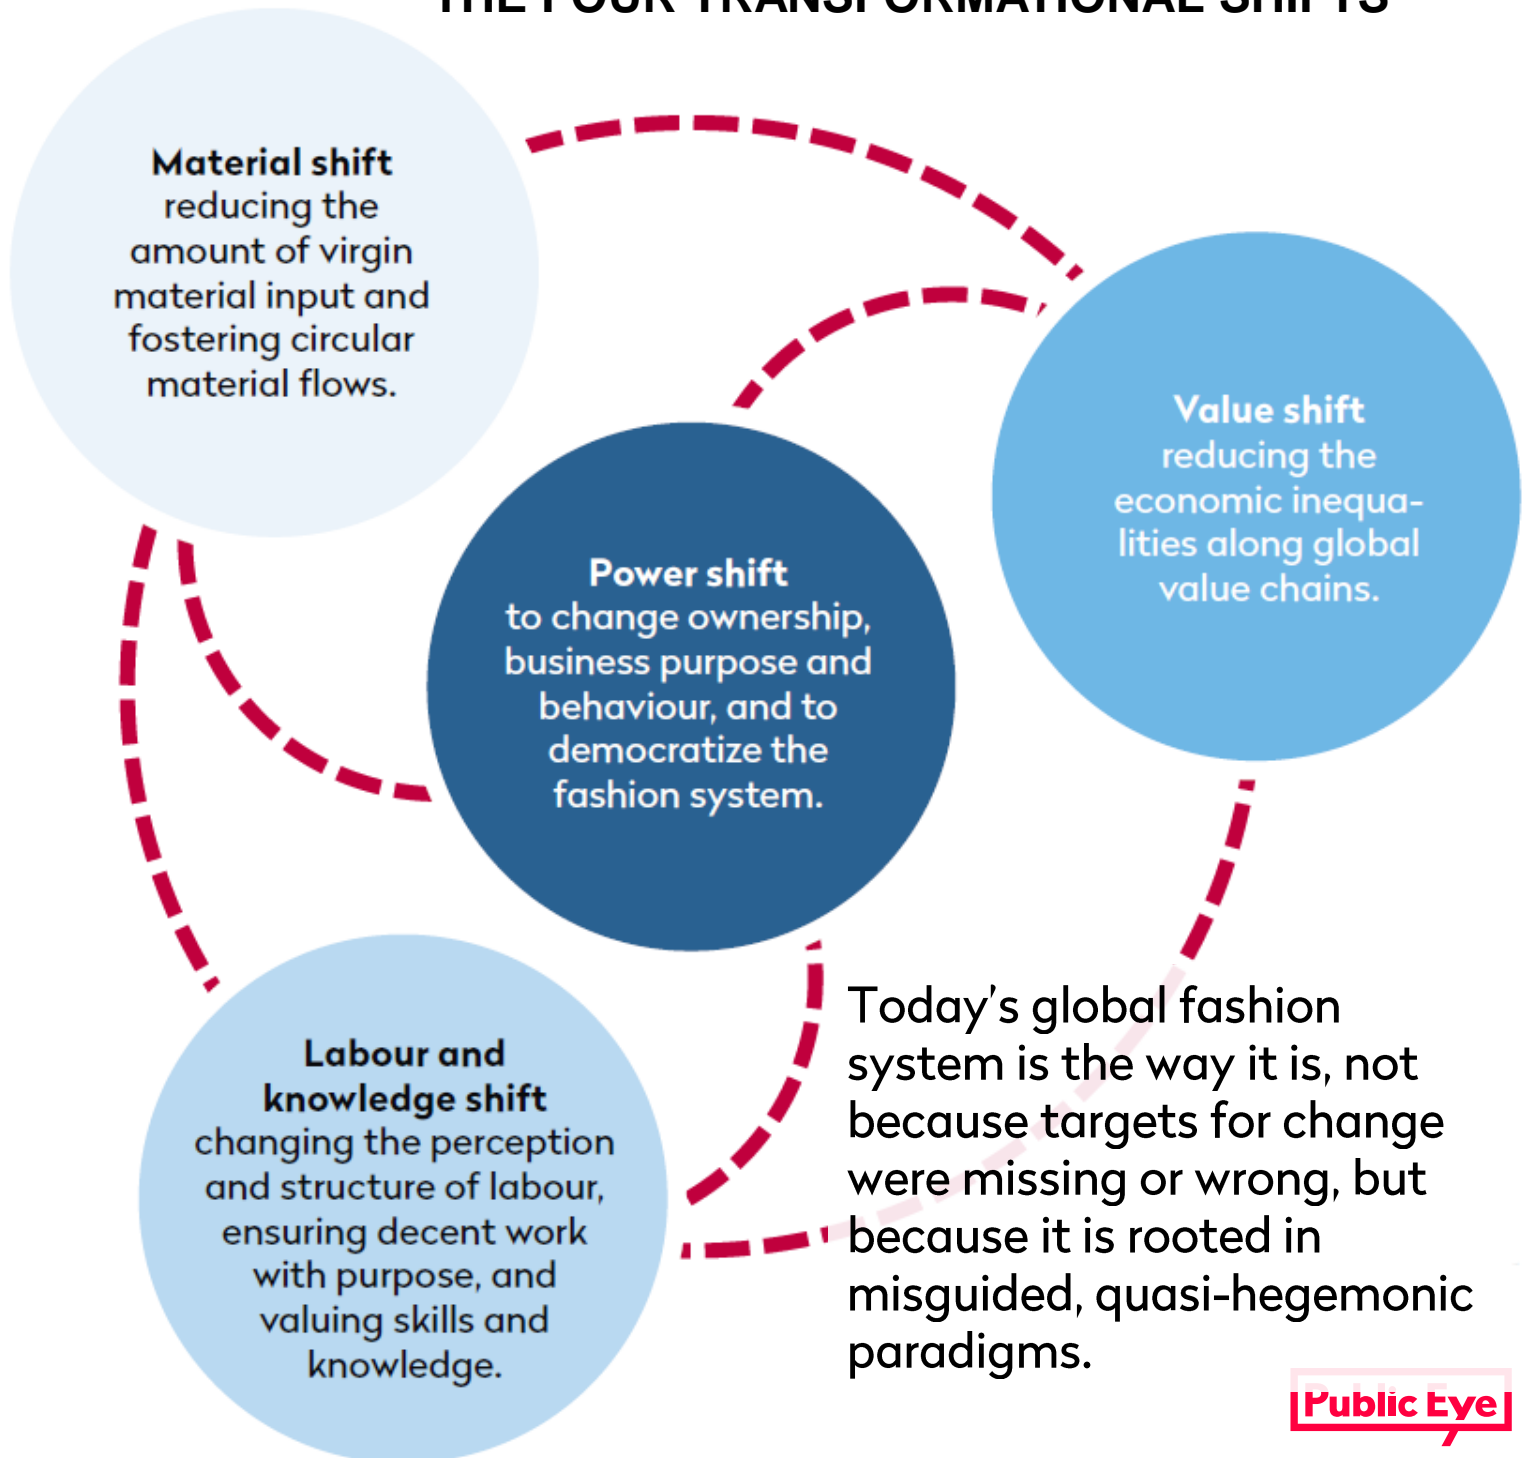 THE FOUR TRANSFORMATIONAL SHIFTS
Material shift
reducing the
amount of virgin
material input and
fostering circular
material flows.
Value shift
reducing the
economic inequa-
lities along global
value chains.
Power shift
to change ownership,
business purpose and
behaviour, and to
democratize the
fashion system.
Labour and
knowledge shift
changing the perception
and structure of labour,
ensuring decent work
with purpose, and
valuing skills and
knowledge.
Today's global fashion
system is the way it is, not
because targets for change
were missing or wrong, but
because it is rooted in
misguided, quasi-hegemonic
paradigms.
Public Eye